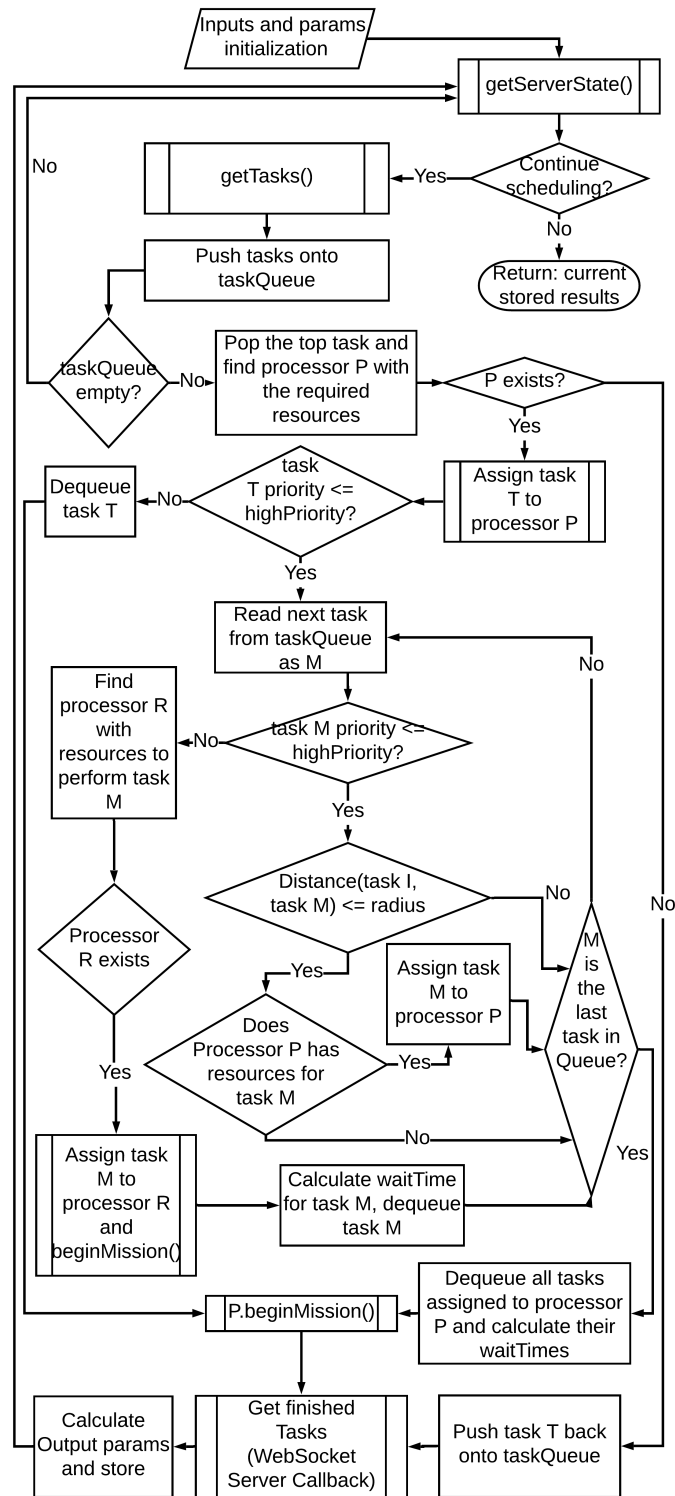 Inputs and params
initialization
getServerState()
No
getTasks()
Yes
Continue
scheduling?
No
Push tasks onto
taskQueue
Return: current
stored results
taskQueue
empty?
No
Pop the top task and
find processor P with
the required
resources
P exists?
Yes
Dequeue
task T
No
task
T priority <=
highPriority?
Assign task
T to
processor P
Yes
Read next task
from taskQueue
as M
No
Find
processor R
with
resources to
perform task
M
No
task M priority <=
highPriority?
Yes
Distance(task I,
task M) <= radius
No
No
Processor
R exists
Yes
Assign task
M to
processor P
M
is
the
last
task in
Queue?
Does
Processor P has
resources for
task M
Yes
Yes
No
Yes
Assign task
M to
processor R
and
beginMission()
Calculate waitTime
for task M, dequeue
task M
P.beginMission()
Dequeue all tasks
assigned to processor
P and calculate their
waitTimes
Calculate
Output params
and store
Get finished
Tasks
(WebSocket
Server Callback)
Push task T back
onto taskQueue